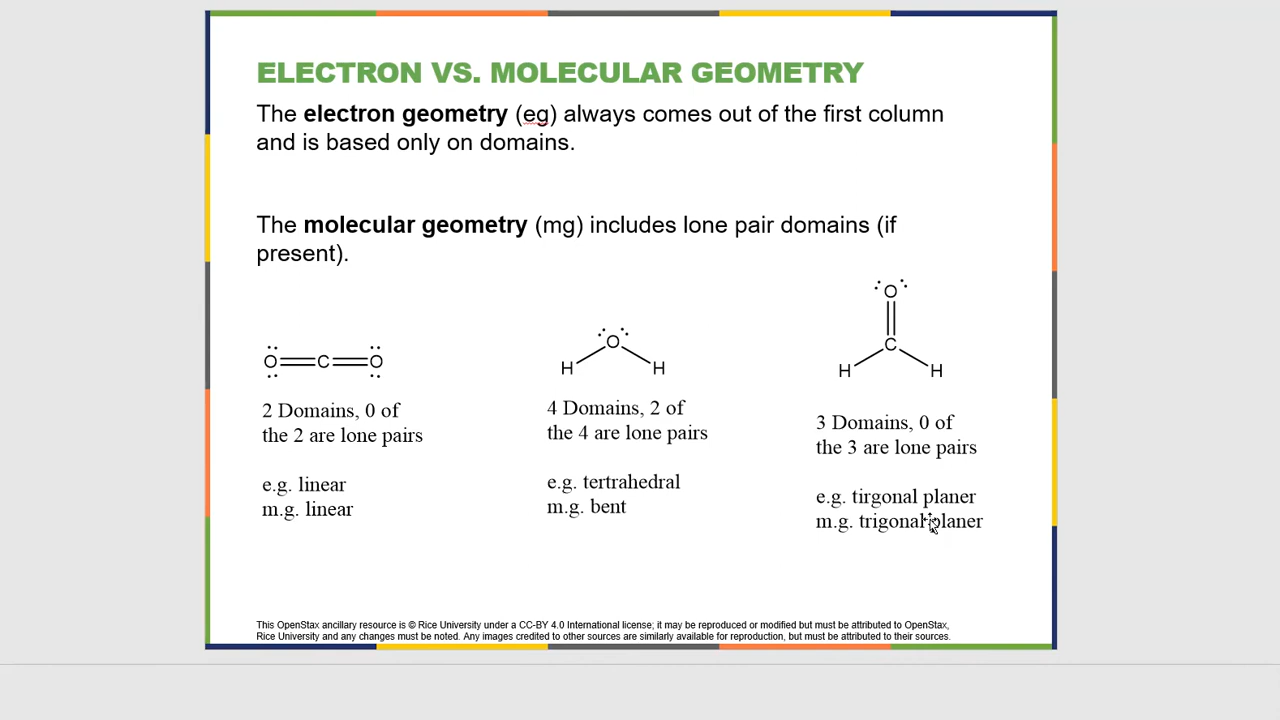 ELECTRON VS. MOLECULAR GEOMETRY
The electron geometry (eg) always comes out of the first column
and is based only on domains.
The molecular geometry (mg) includes lone pair domains (if
present).
O C O
2 Domains, 0 of
the 2 are lone pairs
e.g. linear
m.g. linear
O
H H
4 Domains, 2 of
the 4 are lone pairs
e.g. tertrahedral
m.g. bent
O
C
H H
3 Domains, 0 of
the 3 are lone pairs
e.g. tirgonal planer
m.g. trigonal planer
This OpenStax ancillary resource is © Rice University under a CC-BY 4.0 International license; it may be reproduced or modified but must be attributed to OpenStax,
Rice University and any changes must be noted. Any images credited to other sources are similarly available for reproduction, but must be attributed to their sources.